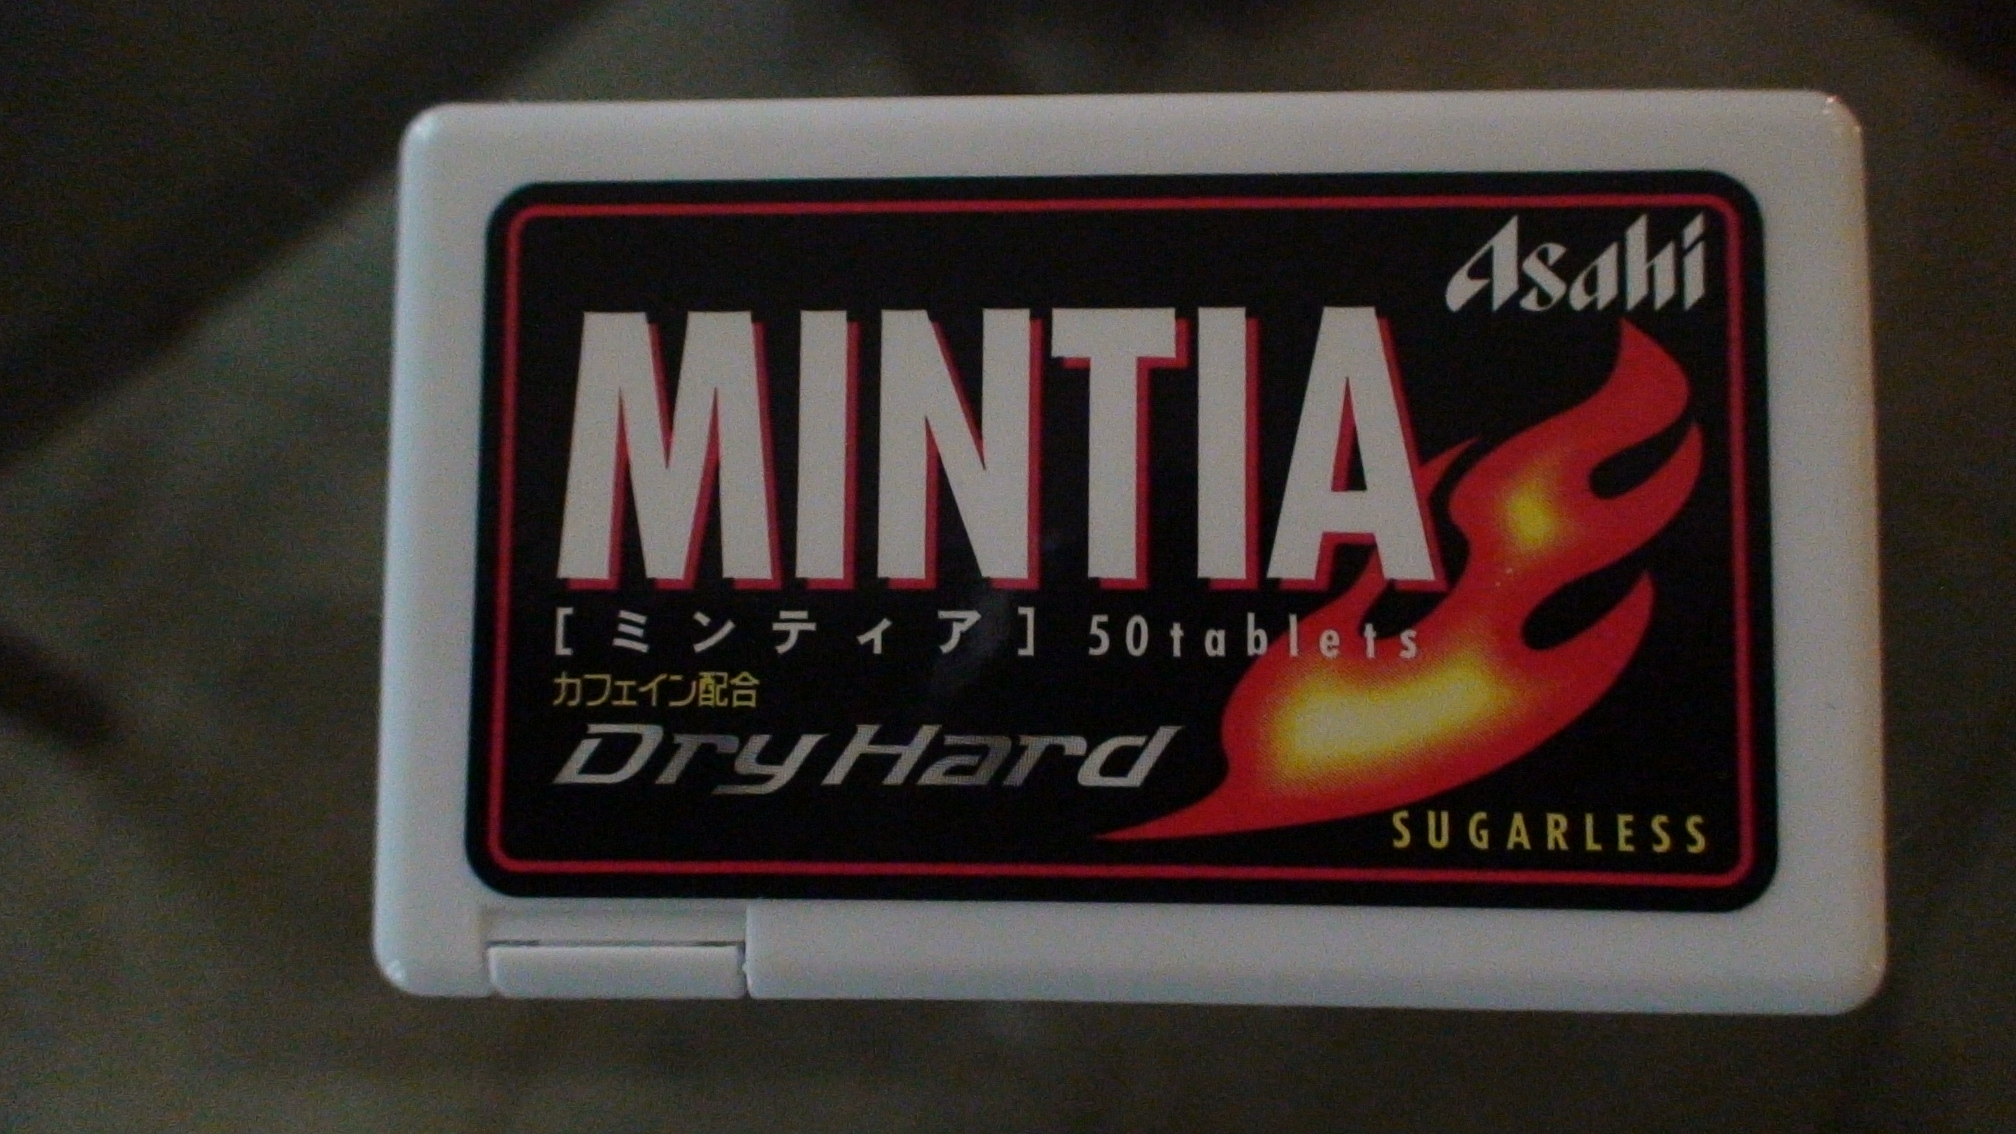 Asahi
MINTIA
[ミンティア] 50tablets
カフェイン配合
Dry Hard
SUGARLESS